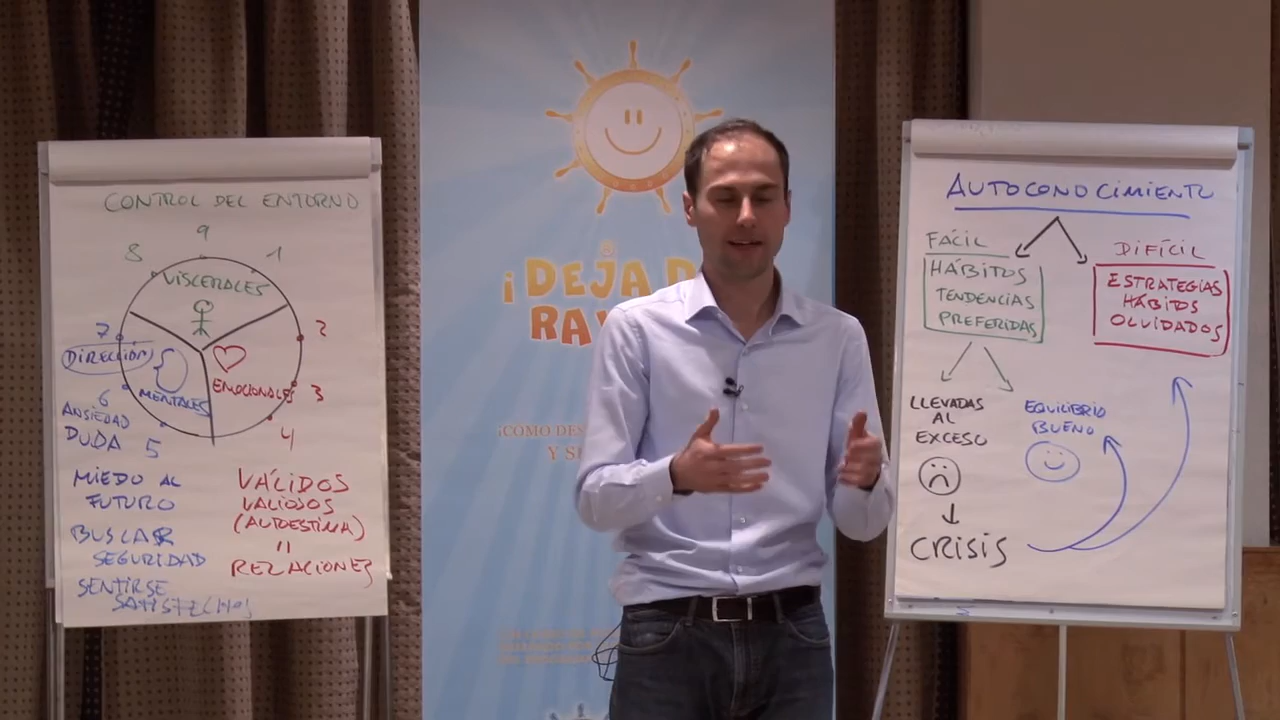 CONTROL DEL ENTORNO
9
8
1
VISCERALES
7
2
DIRECCIÓN
EMOCIONALES
3
MENTALES
6
ANSIEDAD
4
DUDA
5
MIEDO AL
FUTURO
BUSCAR
SEGURIDAD
SENTIRSE
VÁLIDOS
VALIOSOS
(AUTOESTIMA)
RELACIONES
¡DEJA D
RAY
¡COMO DE
Y S
AUTOCONOCIMIENTO
FÁCIL
HÁBITOS
TENDENCIAS
PREFERIDAS
DIFÍCIL
ESTRATEGIAS
HÁBITOS
OLVIDADOS
LLEVADAS
AL
EXCESO
EQUILIBRIO
BUENO
CRISIS